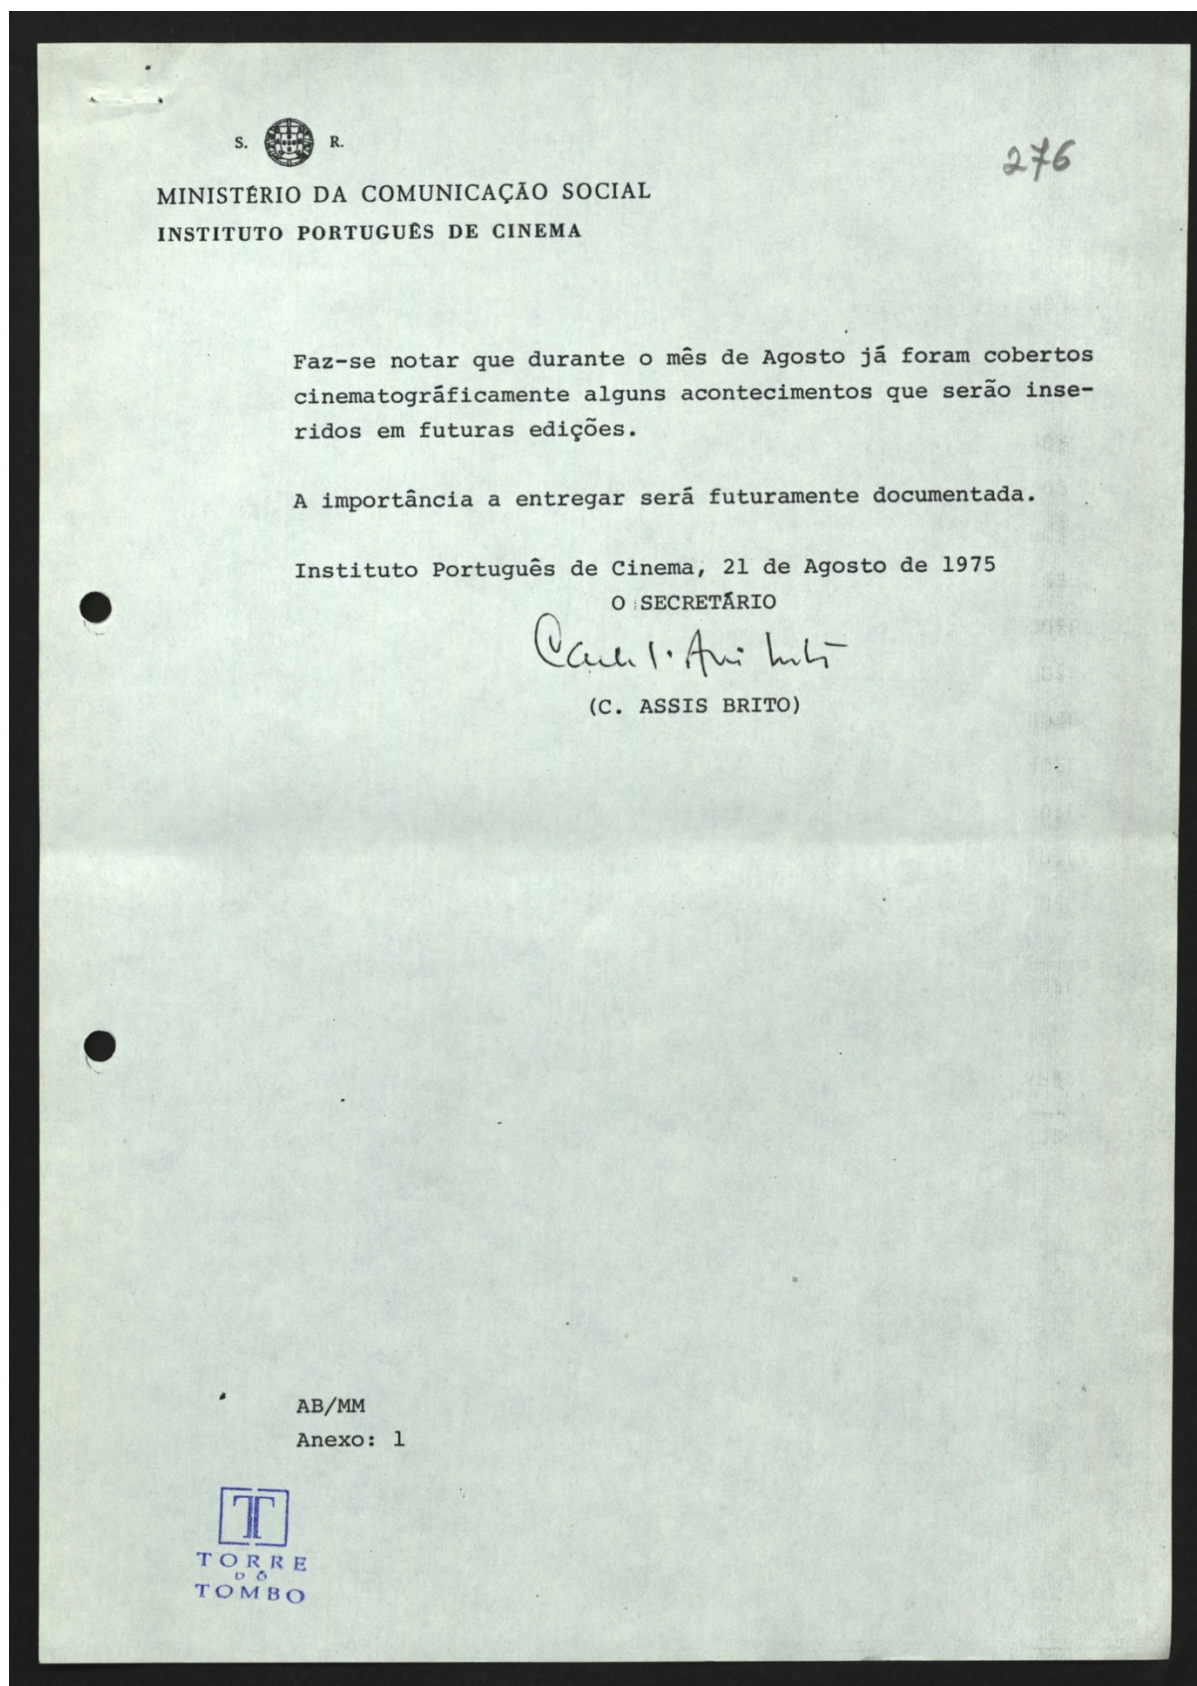 S. R.
276
MINISTÉRIO DA COMUNICAÇÃO SOCIAL
INSTITUTO PORTUGUÊS DE CINEMA
Faz-se notar que durante o mês de Agosto já foram cobertos
cinematográficamente alguns acontecimentos que serão inse-
ridos em futuras edições.
A importância a entregar será futuramente documentada.
Instituto Português de Cinema, 21 de Agosto de 1975
O SECRETÁRIO
(C. ASSIS BRITO)
AB/MM
Anexo: 1
T
TORRE
DO
TOMBO